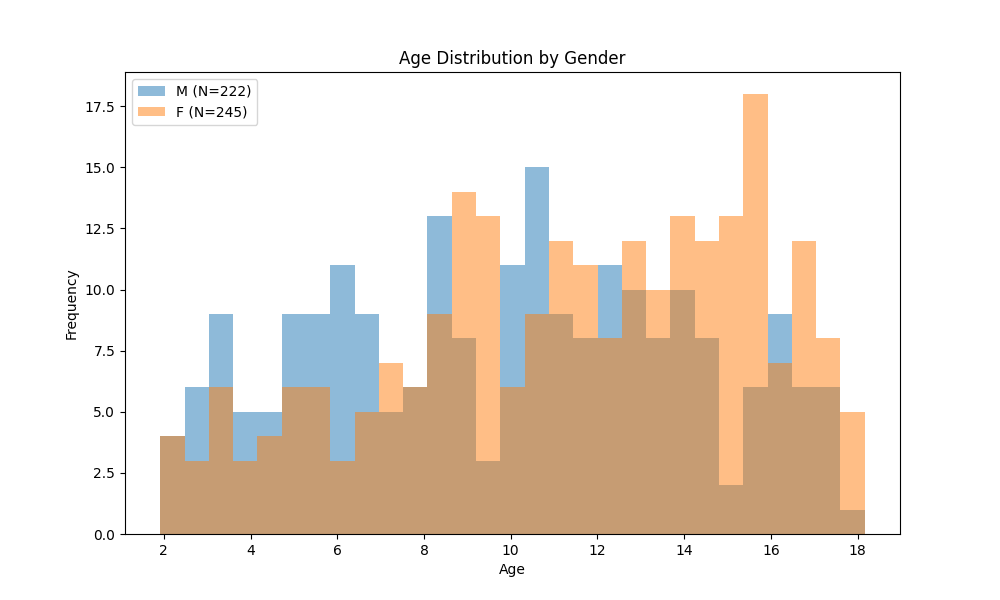 Age Distribution by Gender
M (N=222)
F (N=245)
17.5
15.0
12.5
10.0
7.5
5.0
2.5
0.0
Frequency
2 4 6 8 10 12 14 16 18
Age